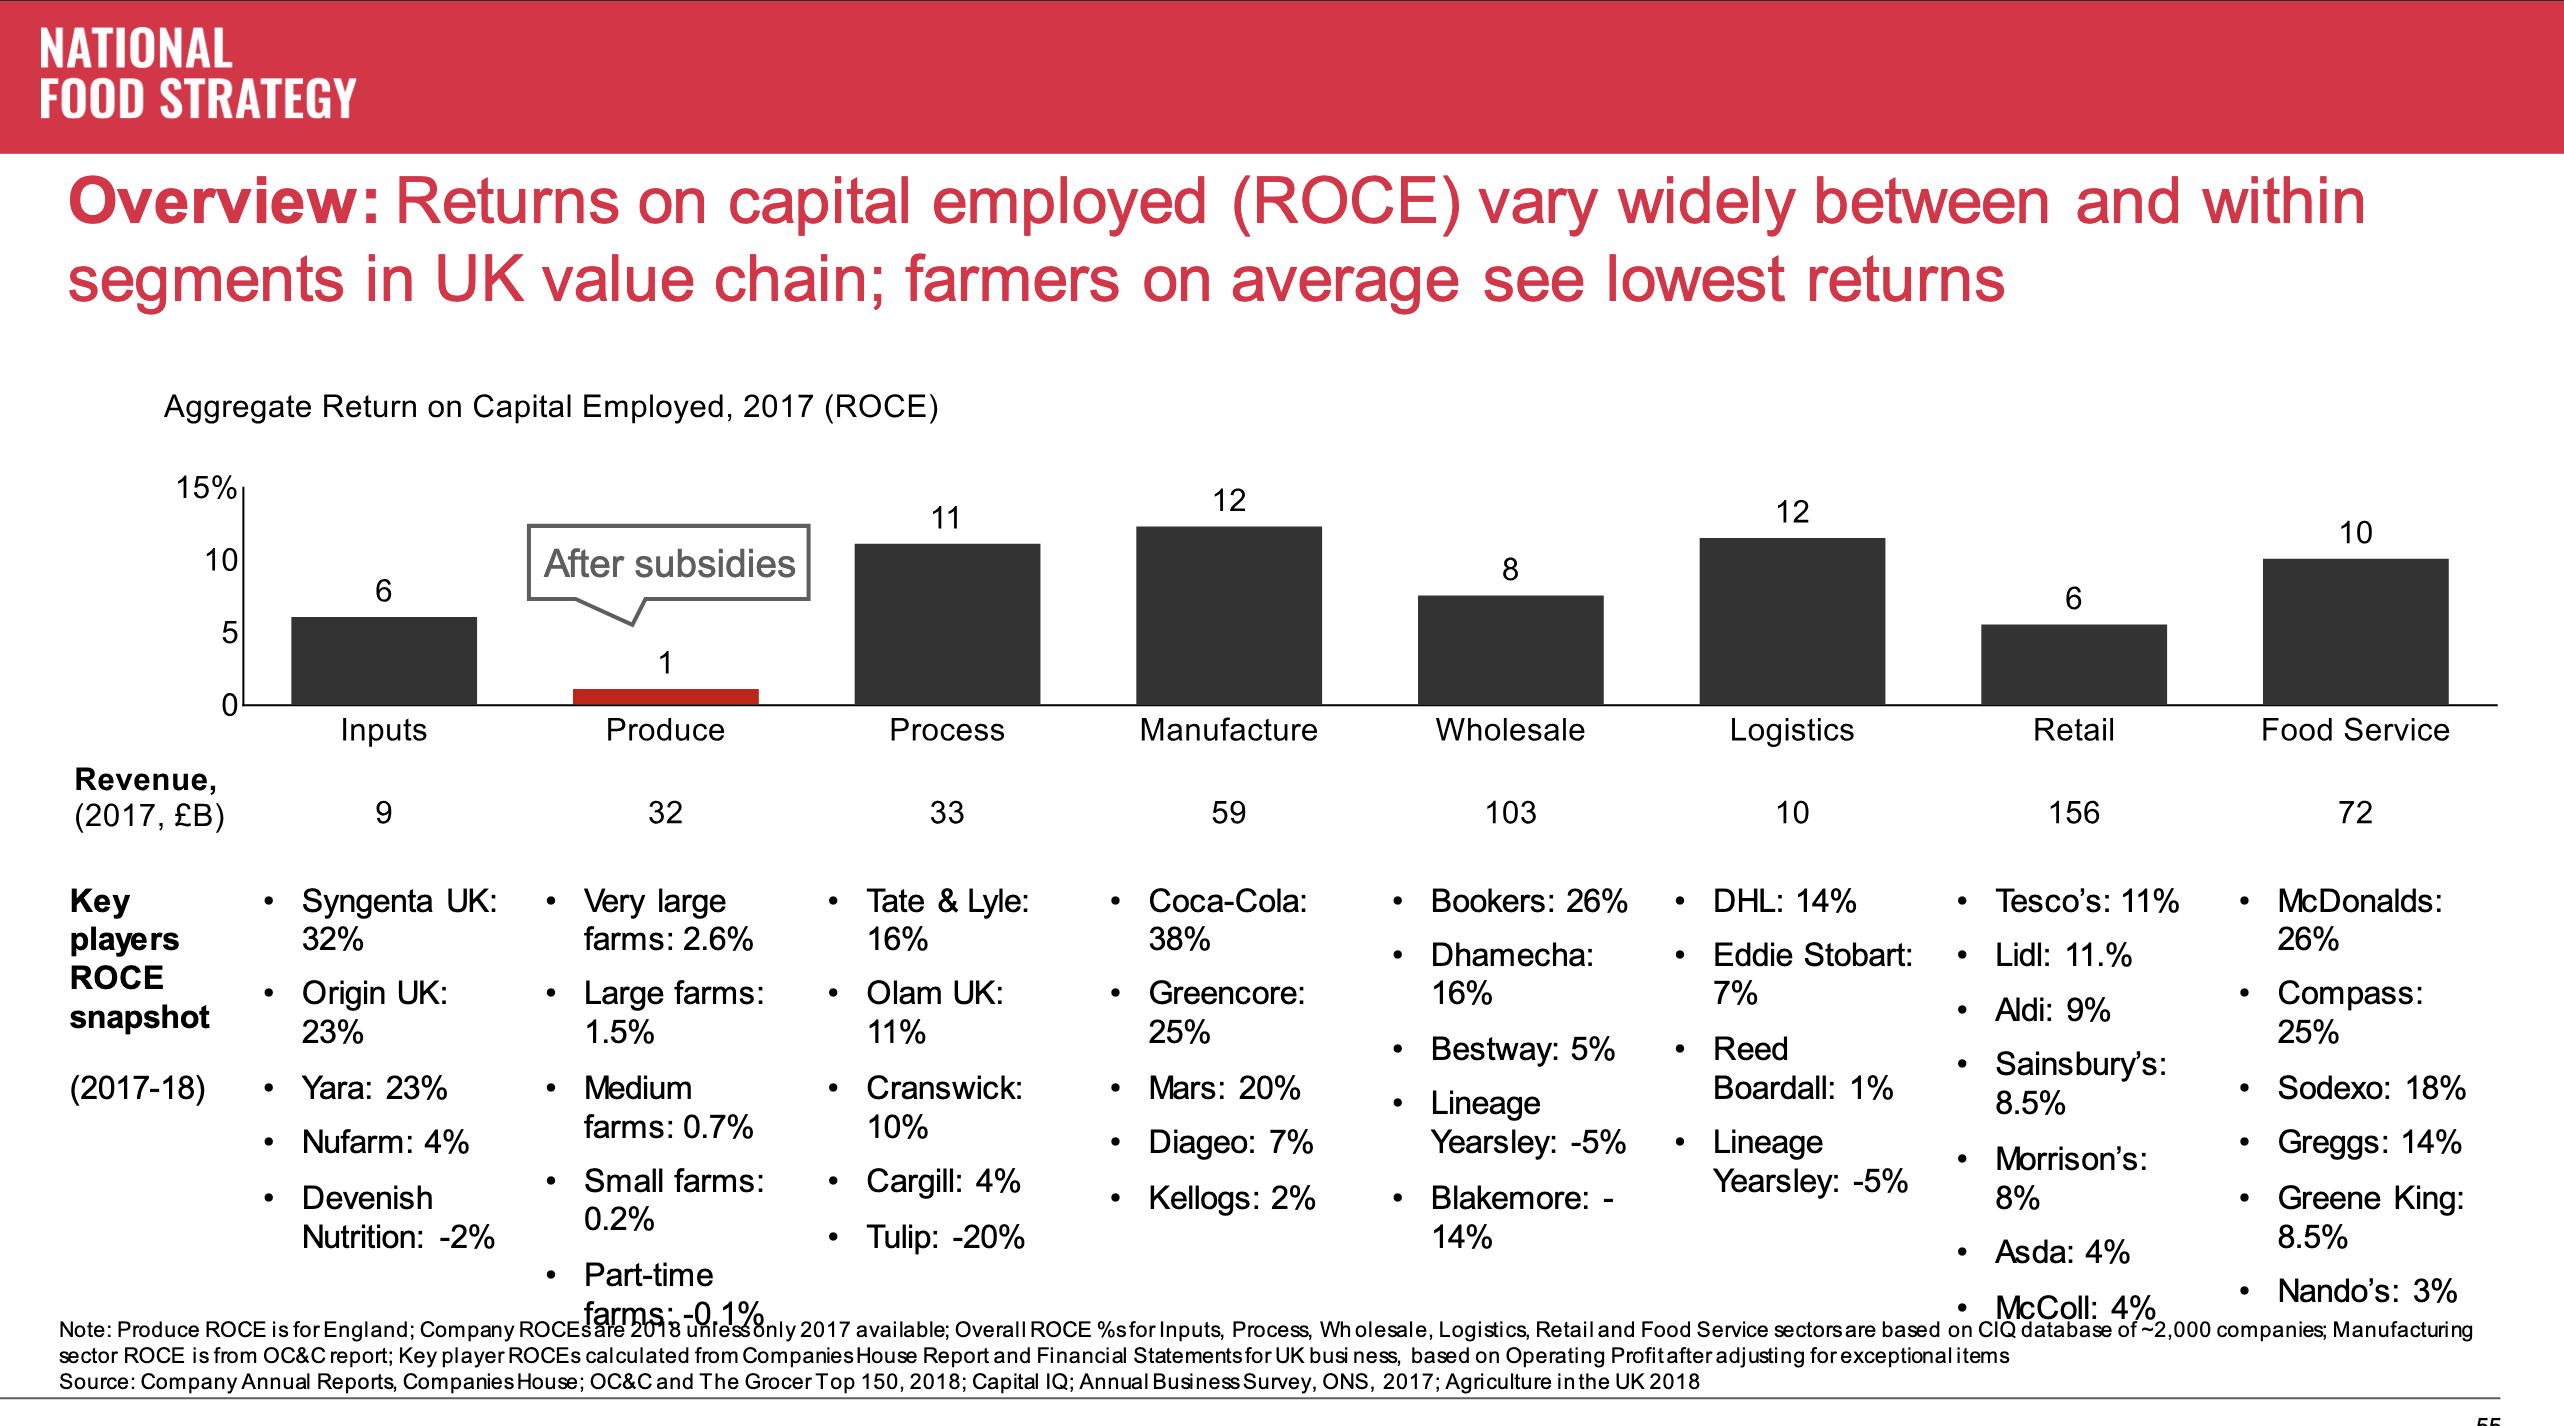 NATIONAL
FOOD STRATEGY
Overview: Returns on capital employed (ROCE) vary widely between and within
segments in UK value chain; farmers on average see lowest returns
Aggregate Return on Capital Employed, 2017 (ROCE)
15%
10
5
0
After subsidies
6
1
11
12
8
12
6
10
Inputs
Produce
Process
Manufacture
Wholesale
Logistics
Retail
Food Service
Revenue,
(2017, £B)
9
32
33
59
103
10
156
72
Key
players
ROCE
snapshot
(2017-18)
• Syngenta UK:
32%
• Origin UK:
23%
• Yara: 23%
• Nufarm: 4%
• Devenish
Nutrition: -2%
• Very large
farms: 2.6%
• Large farms:
1.5%
• Medium
farms: 0.7%
• Small farms:
0.2%
• Part-time
farms: -0.1%
• Tate & Lyle:
16%
• Olam UK:
11%
• Cranswick:
10%
• Cargill: 4%
• Tulip: -20%
• Coca-Cola:
38%
• Greencore:
25%
• Mars: 20%
• Diageo: 7%
• Kellogs: 2%
• Bookers: 26%
• Dhamecha:
16%
• Bestway: 5%
• Lineage
Yearsley: -5%
• Blakemore: -
14%
• DHL: 14%
• Eddie Stobart:
7%
• Reed
Boardall: 1%
• Lineage
Yearsley: -5%
• Tesco’s: 11%
• Lidl: 11.%
• Aldi: 9%
• Sainsbury’s:
8.5%
• Morrison’s:
8%
• Asda: 4%
• McColl: 4%
• McDonalds:
26%
• Compass:
25%
• Sodexo: 18%
• Greggs: 14%
• Greene King:
8.5%
• Nando’s: 3%
Note: Produce ROCE is for England; Company ROCEs are 2018 unless only 2017 available; Overall ROCE %s for Inputs, Process, Wholesale, Logistics, Retail and Food Service sectors are based on CIQ database of ~2,000 companies; Manufacturing
sector ROCE is from OC&C report; Key player ROCEs calculated from Companies House Report and Financial Statements for UK business, based on Operating Profit after adjusting for exceptional items
Source: Company Annual Reports, Companies House; OC&C and The Grocer Top 150, 2018; Capital IQ; Annual Business Survey, ONS, 2017; Agriculture in the UK 2018